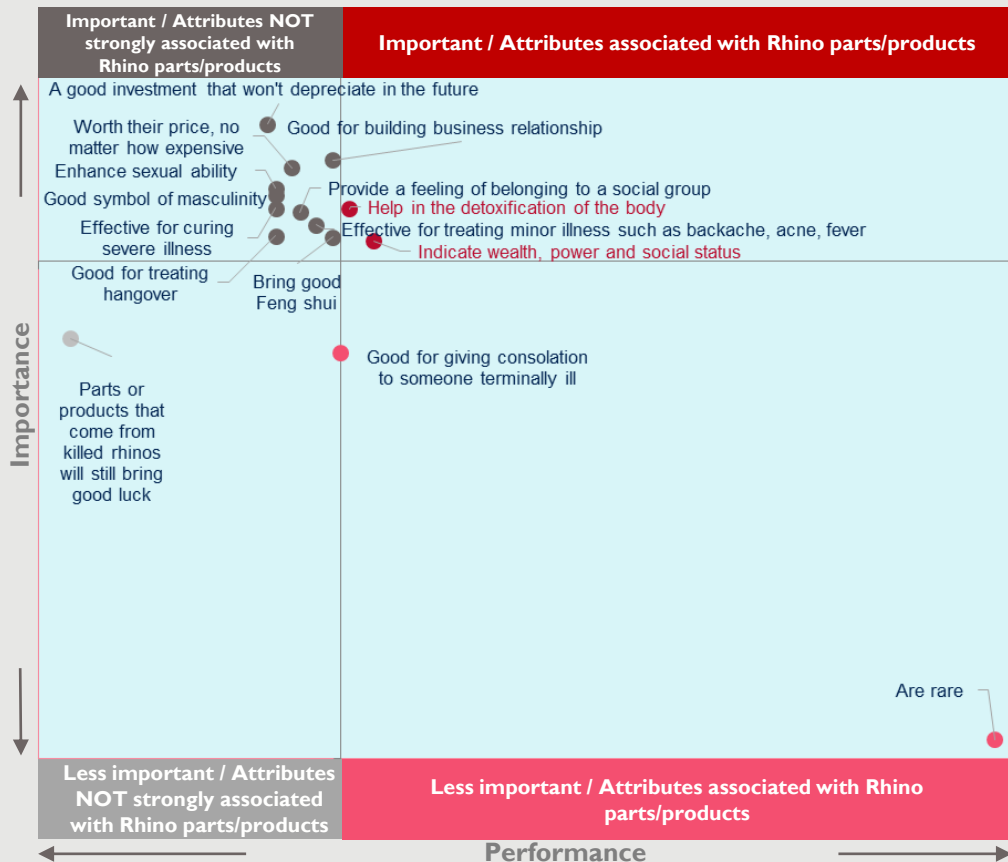 Important / Attributes NOT
strongly associated with
Rhino parts/products
Important / Attributes associated with Rhino parts/products
A good investment that won't depreciate in the future
Worth their price, no
matter how expensive
Good for building business relationship
Enhance sexual ability
Good symbol of masculinity
Provide a feeling of belonging to a social group
Help in the detoxification of the body
Effective for curing
severe illness
Effective for treating minor illness such as backache, acne, fever
Indicate wealth, power and social status
Good for treating
hangover
Bring good
Feng shui
Good for giving consolation
to someone terminally ill
Parts or
products that
come from
killed rhinos
will still bring
good luck
Importance
Are rare
Less important / Attributes
NOT strongly associated
with Rhino parts/products
Less important / Attributes associated with Rhino
parts/products
Performance